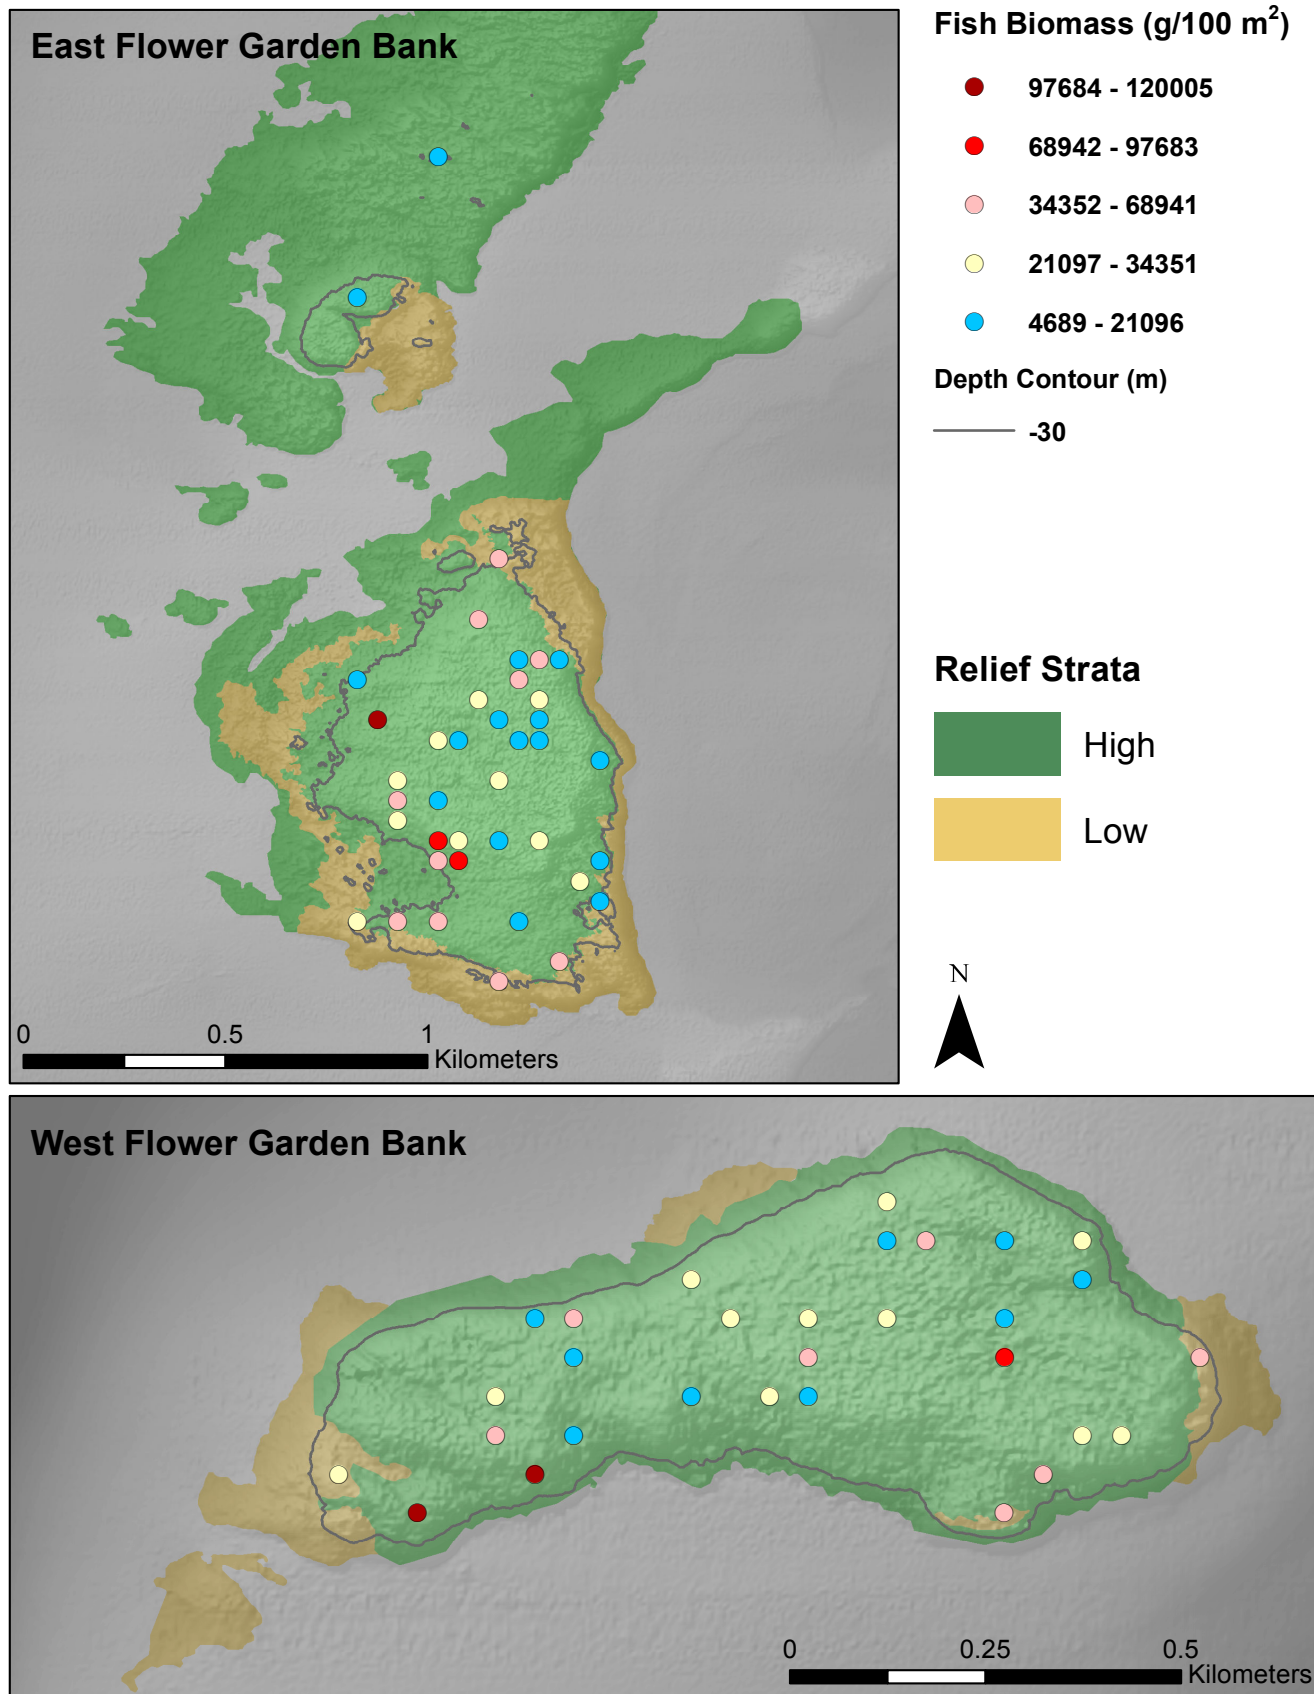 East Flower Garden Bank
0 0.5 1
Kilometers
Fish Biomass (g/100 m²)
97684 - 120005
68942 - 97683
34352 - 68941
21097 - 34351
4689 - 21096
Depth Contour (m)
-30
Relief Strata
High
Low
N
West Flower Garden Bank
0 0.25 0.5
Kilometers